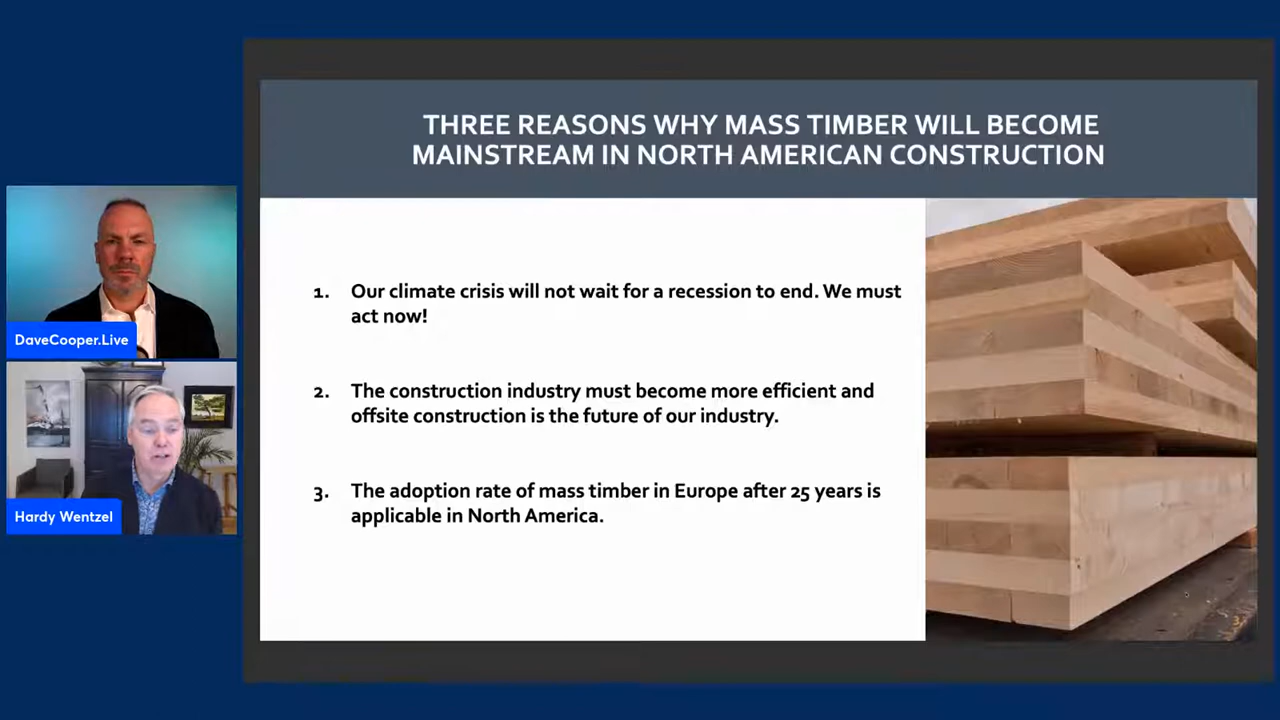 THREE REASONS WHY MASS TIMBER WILL BECOME
MAINSTREAM IN NORTH AMERICAN CONSTRUCTION
1. Our climate crisis will not wait for a recession to end. We must
act now!
2. The construction industry must become more efficient and
offsite construction is the future of our industry.
3. The adoption rate of mass timber in Europe after 25 years is
applicable in North America.
DaveCooper.Live
Hardy Wentzel